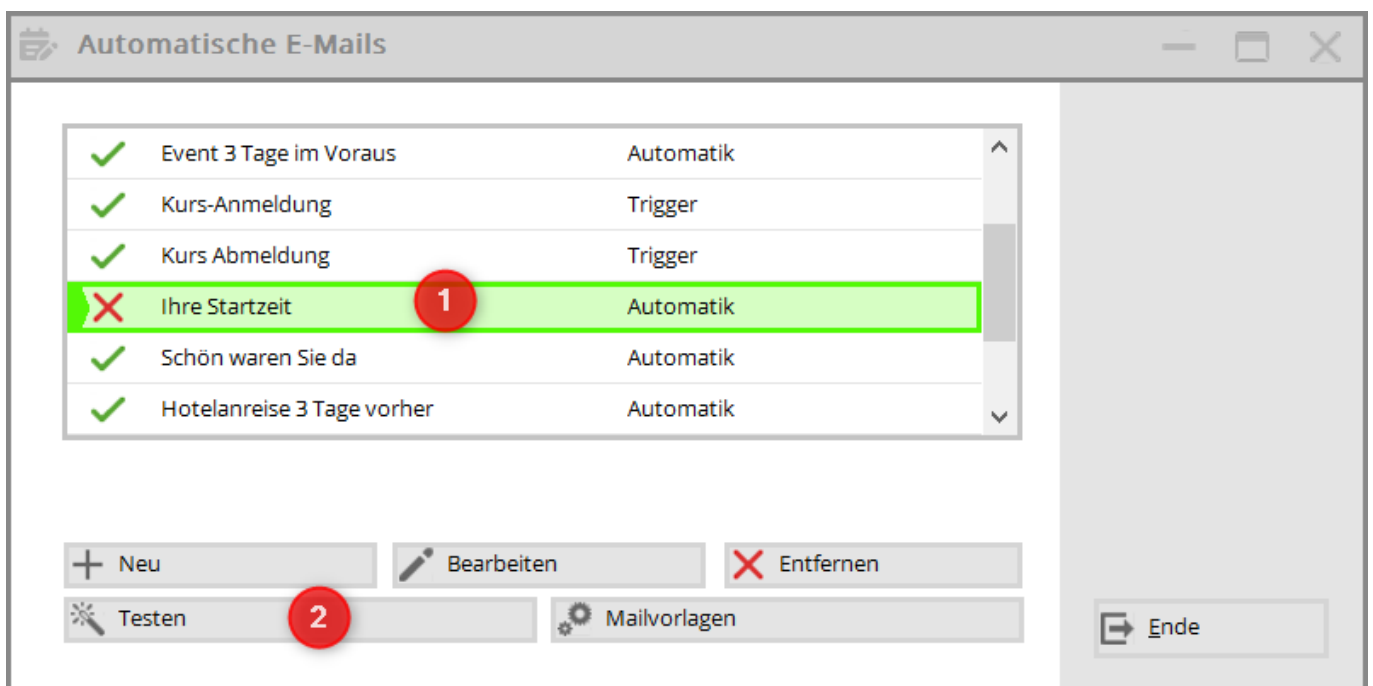 Automatische E-Mails
Event 3 Tage im Voraus Automatik
Kurs-Anmeldung Trigger
Kurs Abmeldung Trigger
Ihre Startzeit 1 Automatik
Schön waren Sie da Automatik
Hotelanreise 3 Tage vorher Automatik
Neu Bearbeiten Entfernen
Testen 2 Mailvorlagen
Ende